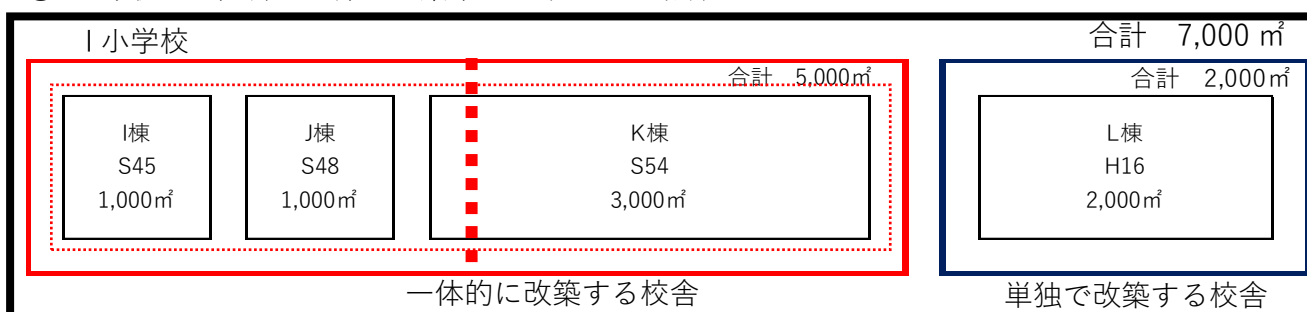 I小学校
合計 7,000 ㎡
合計 5,000㎡
合計 2,000㎡
I棟
S45
1,000㎡
J棟
S48
1,000㎡
K棟
S54
3,000㎡
L棟
H16
2,000㎡
一体的に改築する校舎
単独で改築する校舎